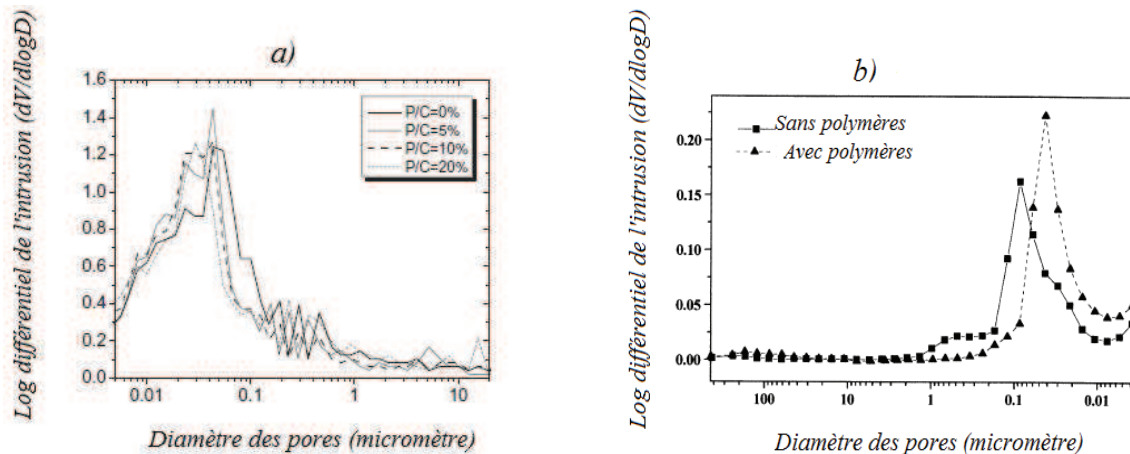 a)
Log différentiel de l'intrusion (dV/dlogD)
1.6
1.4
1.2
1.0
0.8
0.6
0.4
0.2
0.0
P/C=0%
P/C=5%
P/C=10%
P/C=20%
0.01
0.1
1
10
Diamètre des pores (micromètre)
b)
Log différentiel de l'intrusion (dV/dlogD)
0.20
0.15
0.10
0.05
0.00
Sans polymères
Avec polymères
100
10
1
0.1
0.01
Diamètre des pores (micromètre)